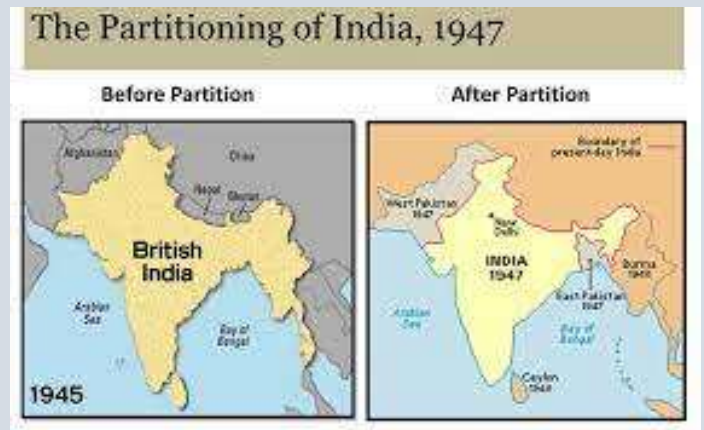 The Partitioning of India, 1947
Before Partition
After Partition
Afghanistan
China
Nepal
Bhutan
British
India
Arabian
Sea
Bay of
Bengal
1945
Boundary of
present-day India
West Pakistan
1947
New
Delhi
INDIA
1947
Burma
1948
East Pakistan
1947
Arabian
Sea
Bay of
Bengal
Ceylon
1948